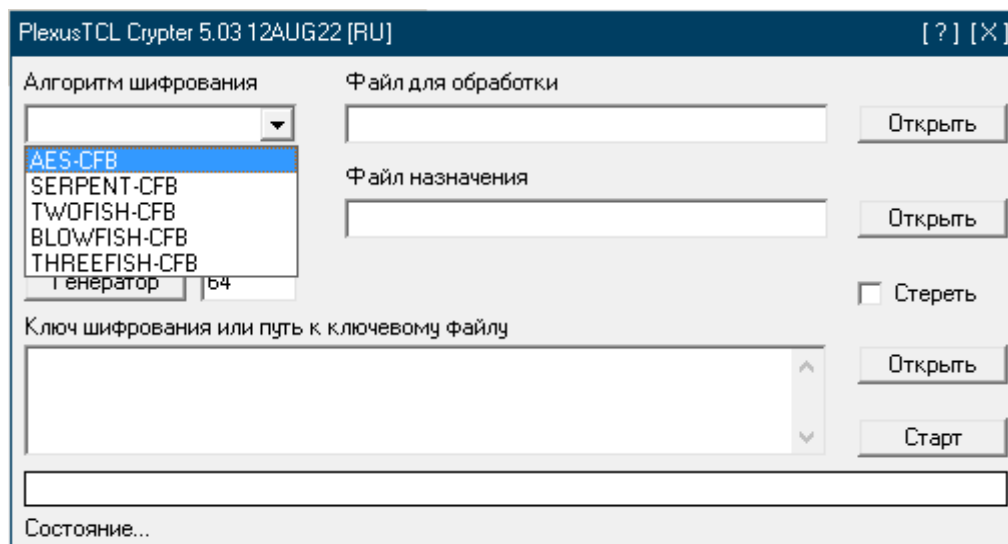 PlexusTCL Crypter 5.03 12AUG22 [RU] [ ? ] [ X ]
Алгоритм шифрования
Файл для обработки
Открыть
AES-CFB
SERPENT-CFB
TWOFISH-CFB
BLOWFISH-CFB
THREEFISH-CFB
Файл назначения
Открыть
Генератор 64
Стереть
Ключ шифрования или путь к ключевому файлу
Открыть
Старт
Состояние...